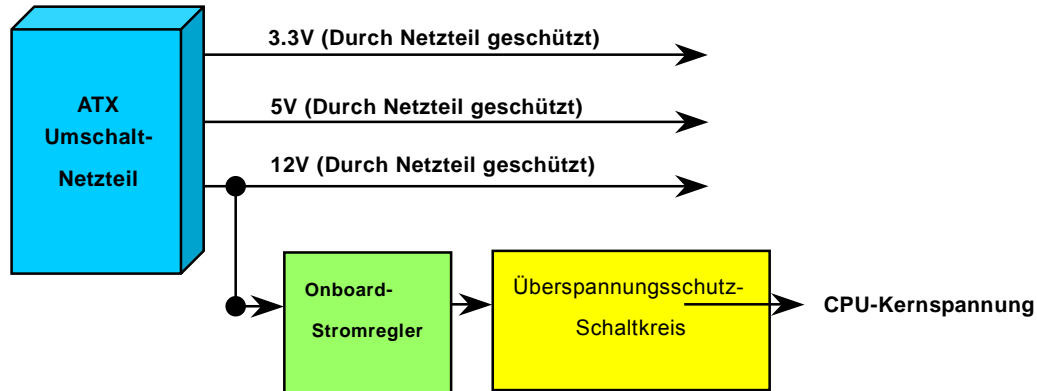 3.3V (Durch Netzteil geschützt)
ATX
Umschalt-
Netzteil
5V (Durch Netzteil geschützt)
12V (Durch Netzteil geschützt)
Onboard-
Stromregler
Überspannungsschutz-
Schaltkreis
CPU-Kernspannung